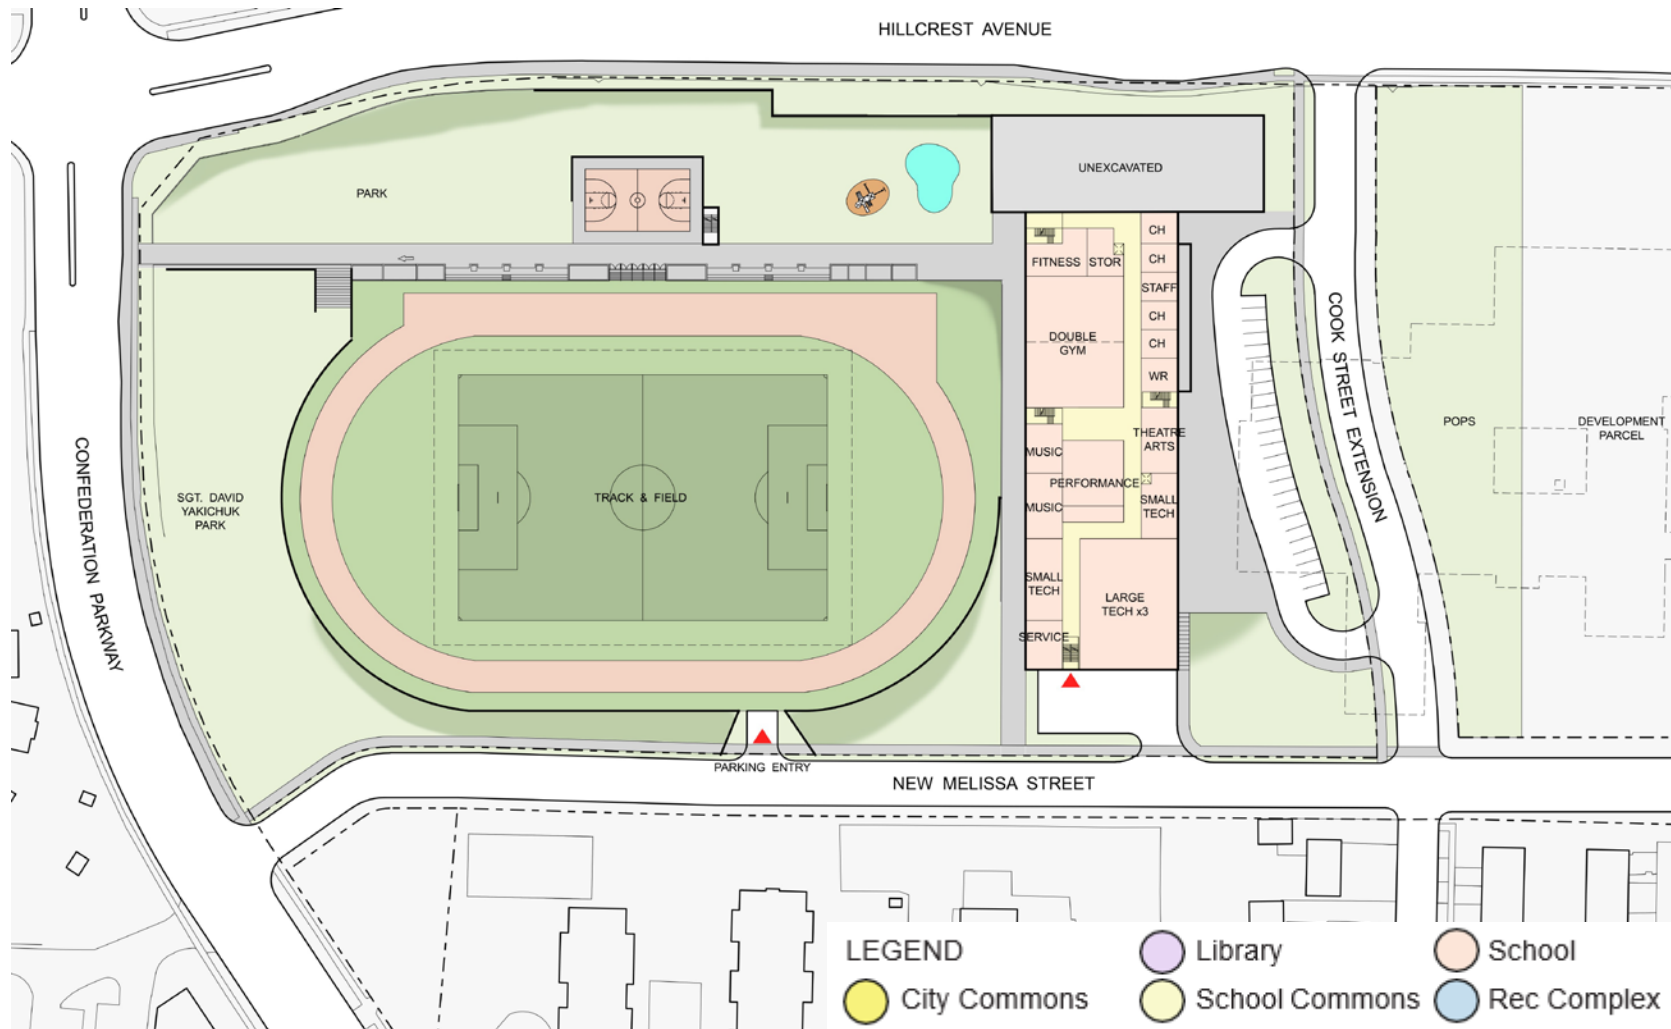 HILLCREST AVENUE
UNEXCAVATED
PARK
CH
FITNESS
STOR
CH
STAFF
CH
DOUBLE
GYM
CH
WR
COOK STREET EXTENSION
POPS
DEVELOPMENT
PARCEL
THEATRE
ARTS
MUSIC
PERFORMANCE
CONFEDERATION PARKWAY
SGT. DAVID
YAKICHUK
PARK
TRACK & FIELD
MUSIC
SMALL
TECH
SMALL
TECH
LARGE
TECH x3
SERVICE
PARKING ENTRY
NEW MELISSA STREET
LEGEND
Library
School
City Commons
School Commons
Rec Complex